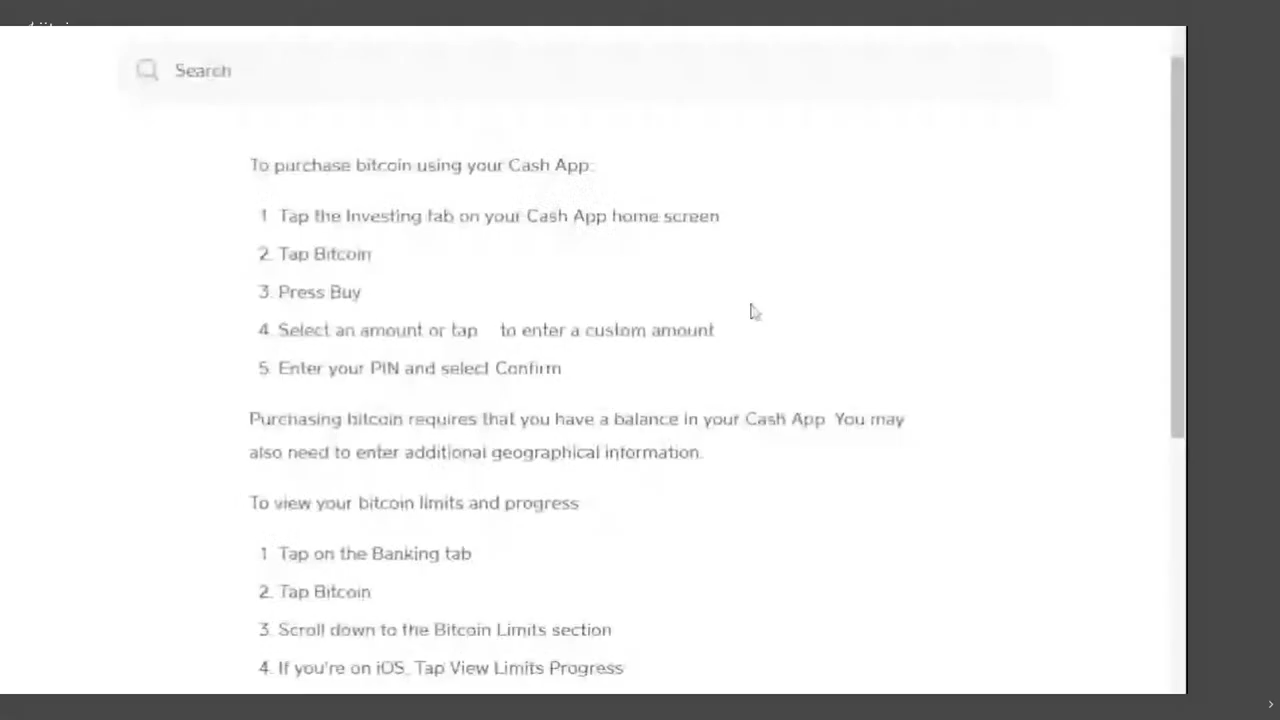 Search
To purchase bitcoin using your Cash App:
1 Tap the Investing tab on your Cash App home screen
2. Tap Bitcoin
3. Press Buy
4. Select an amount or tap to enter a custom amount
5. Enter your PIN and select Confirm
Purchasing bitcoin requires that you have a balance in your Cash App. You may
also need to enter additional geographical information.
To view your bitcoin limits and progress
1 Tap on the Banking tab
2. Tap Bitcoin
3. Scroll down to the Bitcoin Limits section
4. If you're on iOS, Tap View Limits Progress